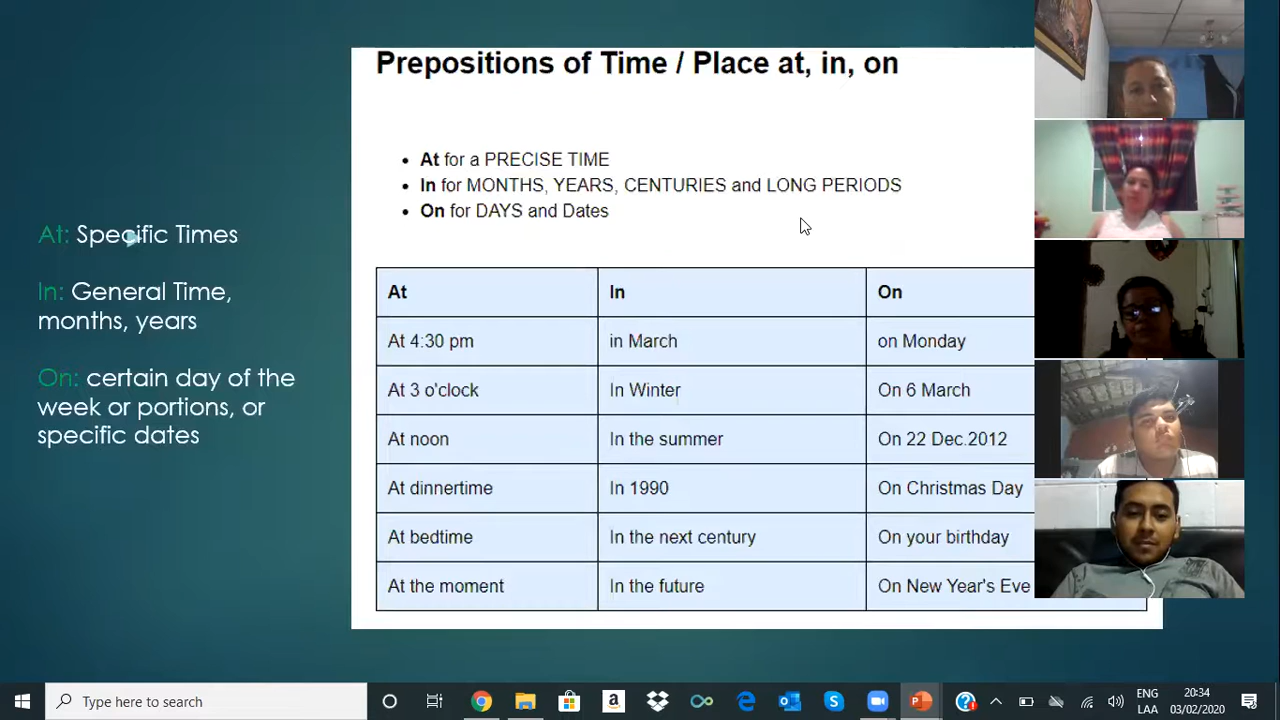 Prepositions of Time / Place at, in, on
• At for a PRECISE TIME
• In for MONTHS, YEARS, CENTURIES and LONG PERIODS
• On for DAYS and Dates
At: Specific Times
In: General Time,
months, years
On: certain day of the
week or portions, or
specific dates
At In On
At 4:30 pm in March on Monday
At 3 o'clock In Winter On 6 March
At noon In the summer On 22 Dec.2012
At dinnertime In 1990 On Christmas Day
At bedtime In the next century On your birthday
At the moment In the future On New Year's Eve
Type here to search
ENG 20:34
LAA 03/02/2020